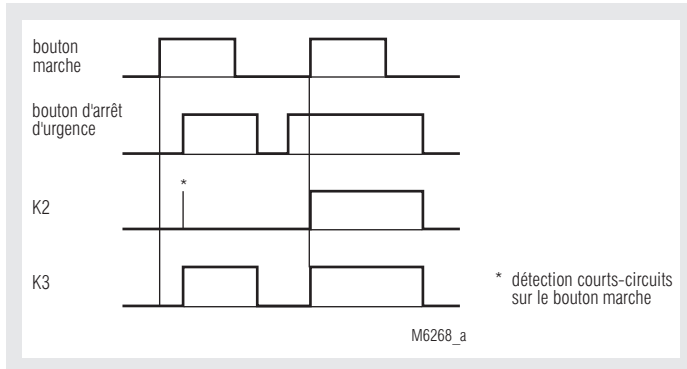 bouton
marche
bouton d'arrêt
d'urgence
*
K2
K3
* détection courts-circuits
sur le bouton marche
M6268_a